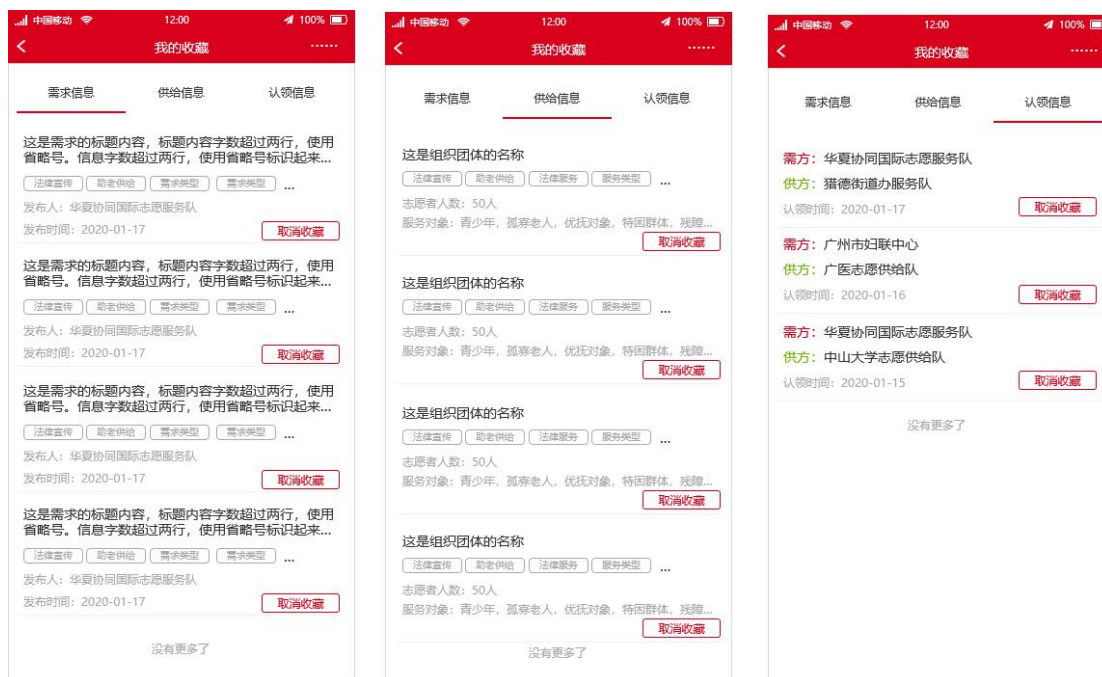 中国移动 12:00 100%
我的收藏 ······
需求信息 供给信息 认领信息
这是需求的标题内容，标题内容字数超过两行，使用
省略号。信息字数超过两行，使用省略号标识起来...
法律宣传 助老供给 需求类型 需求类型 ...
发布人：华夏协同国际志愿服务队
发布时间：2020-01-17 取消收藏
这是需求的标题内容，标题内容字数超过两行，使用
省略号。信息字数超过两行，使用省略号标识起来...
法律宣传 助老供给 需求类型 需求类型 ...
发布人：华夏协同国际志愿服务队
发布时间：2020-01-17 取消收藏
这是需求的标题内容，标题内容字数超过两行，使用
省略号。信息字数超过两行，使用省略号标识起来...
法律宣传 助老供给 需求类型 需求类型 ...
发布人：华夏协同国际志愿服务队
发布时间：2020-01-17 取消收藏
这是需求的标题内容，标题内容字数超过两行，使用
省略号。信息字数超过两行，使用省略号标识起来...
法律宣传 助老供给 需求类型 需求类型 ...
发布人：华夏协同国际志愿服务队
发布时间：2020-01-17 取消收藏
没有更多了
中国移动 12:00 100%
我的收藏 ······
需求信息 供给信息 认领信息
这是组织团体的名称
法律宣传 助老供给 法律服务 服务类型 ...
志愿者人数：50人
服务对象：青少年，孤寡老人，优抚对象，特困群体，残障...
取消收藏
这是组织团体的名称
法律宣传 助老供给 法律服务 服务类型 ...
志愿者人数：50人
服务对象：青少年，孤寡老人，优抚对象，特困群体，残障...
取消收藏
这是组织团体的名称
法律宣传 助老供给 法律服务 服务类型 ...
志愿者人数：50人
服务对象：青少年，孤寡老人，优抚对象，特困群体，残障...
取消收藏
这是组织团体的名称
法律宣传 助老供给 法律服务 服务类型 ...
志愿者人数：50人
服务对象：青少年，孤寡老人，优抚对象，特困群体，残障...
取消收藏
没有更多了
中国移动 12:00 100%
我的收藏 ······
需求信息 供给信息 认领信息
需方：华夏协同国际志愿服务队
供方：猎德街道办服务队
认领时间：2020-01-17 取消收藏
需方：广州市妇联中心
供方：广医志愿供给队
认领时间：2020-01-16 取消收藏
需方：华夏协同国际志愿服务队
供方：中山大学志愿供给队
认领时间：2020-01-15 取消收藏
没有更多了